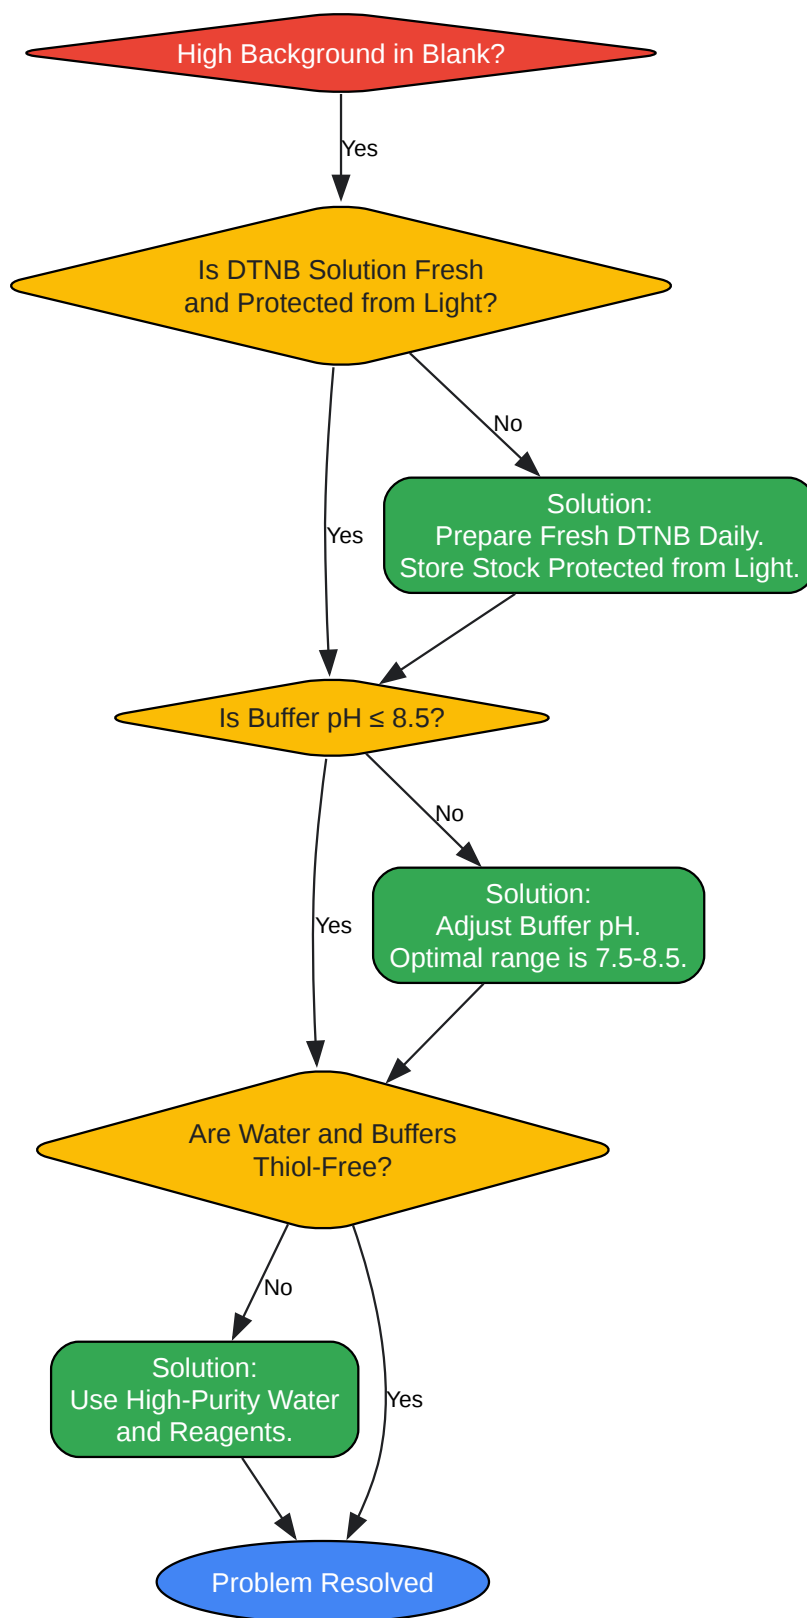 High Background in Blank?
Yes
Is DTNB Solution Fresh
and Protected from Light?
No
Yes
Solution:
Prepare Fresh DTNB Daily.
Store Stock Protected from Light.
Is Buffer pH ≤ 8.5?
No
Yes
Solution:
Adjust Buffer pH.
Optimal range is 7.5-8.5.
Are Water and Buffers
Thiol-Free?
No
Yes
Solution:
Use High-Purity Water
and Reagents.
Problem Resolved